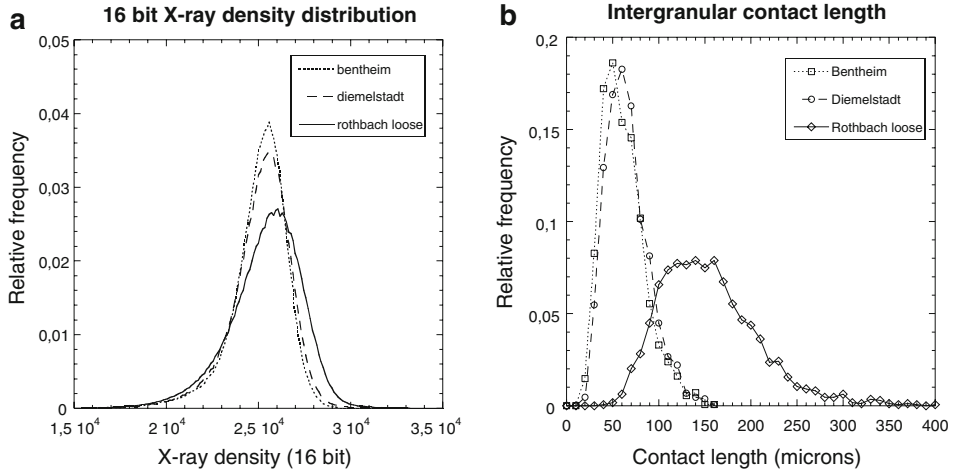 a
16 bit X-ray density distribution
0,05
0,04
0,03
0,02
0,01
0
Relative frequency
bentheim
diemelstadt
rothbach loose
1,5 10⁴
2 10⁴
2,5 10⁴
3 10⁴
3,5 10⁴
X-ray density (16 bit)
b
Intergranular contact length
0,2
0,15
0,1
0,05
0
Relative frequency
Bentheim
Diemelstadt
Rothbach loose
0
50
100
150
200
250
300
350
400
Contact length (microns)